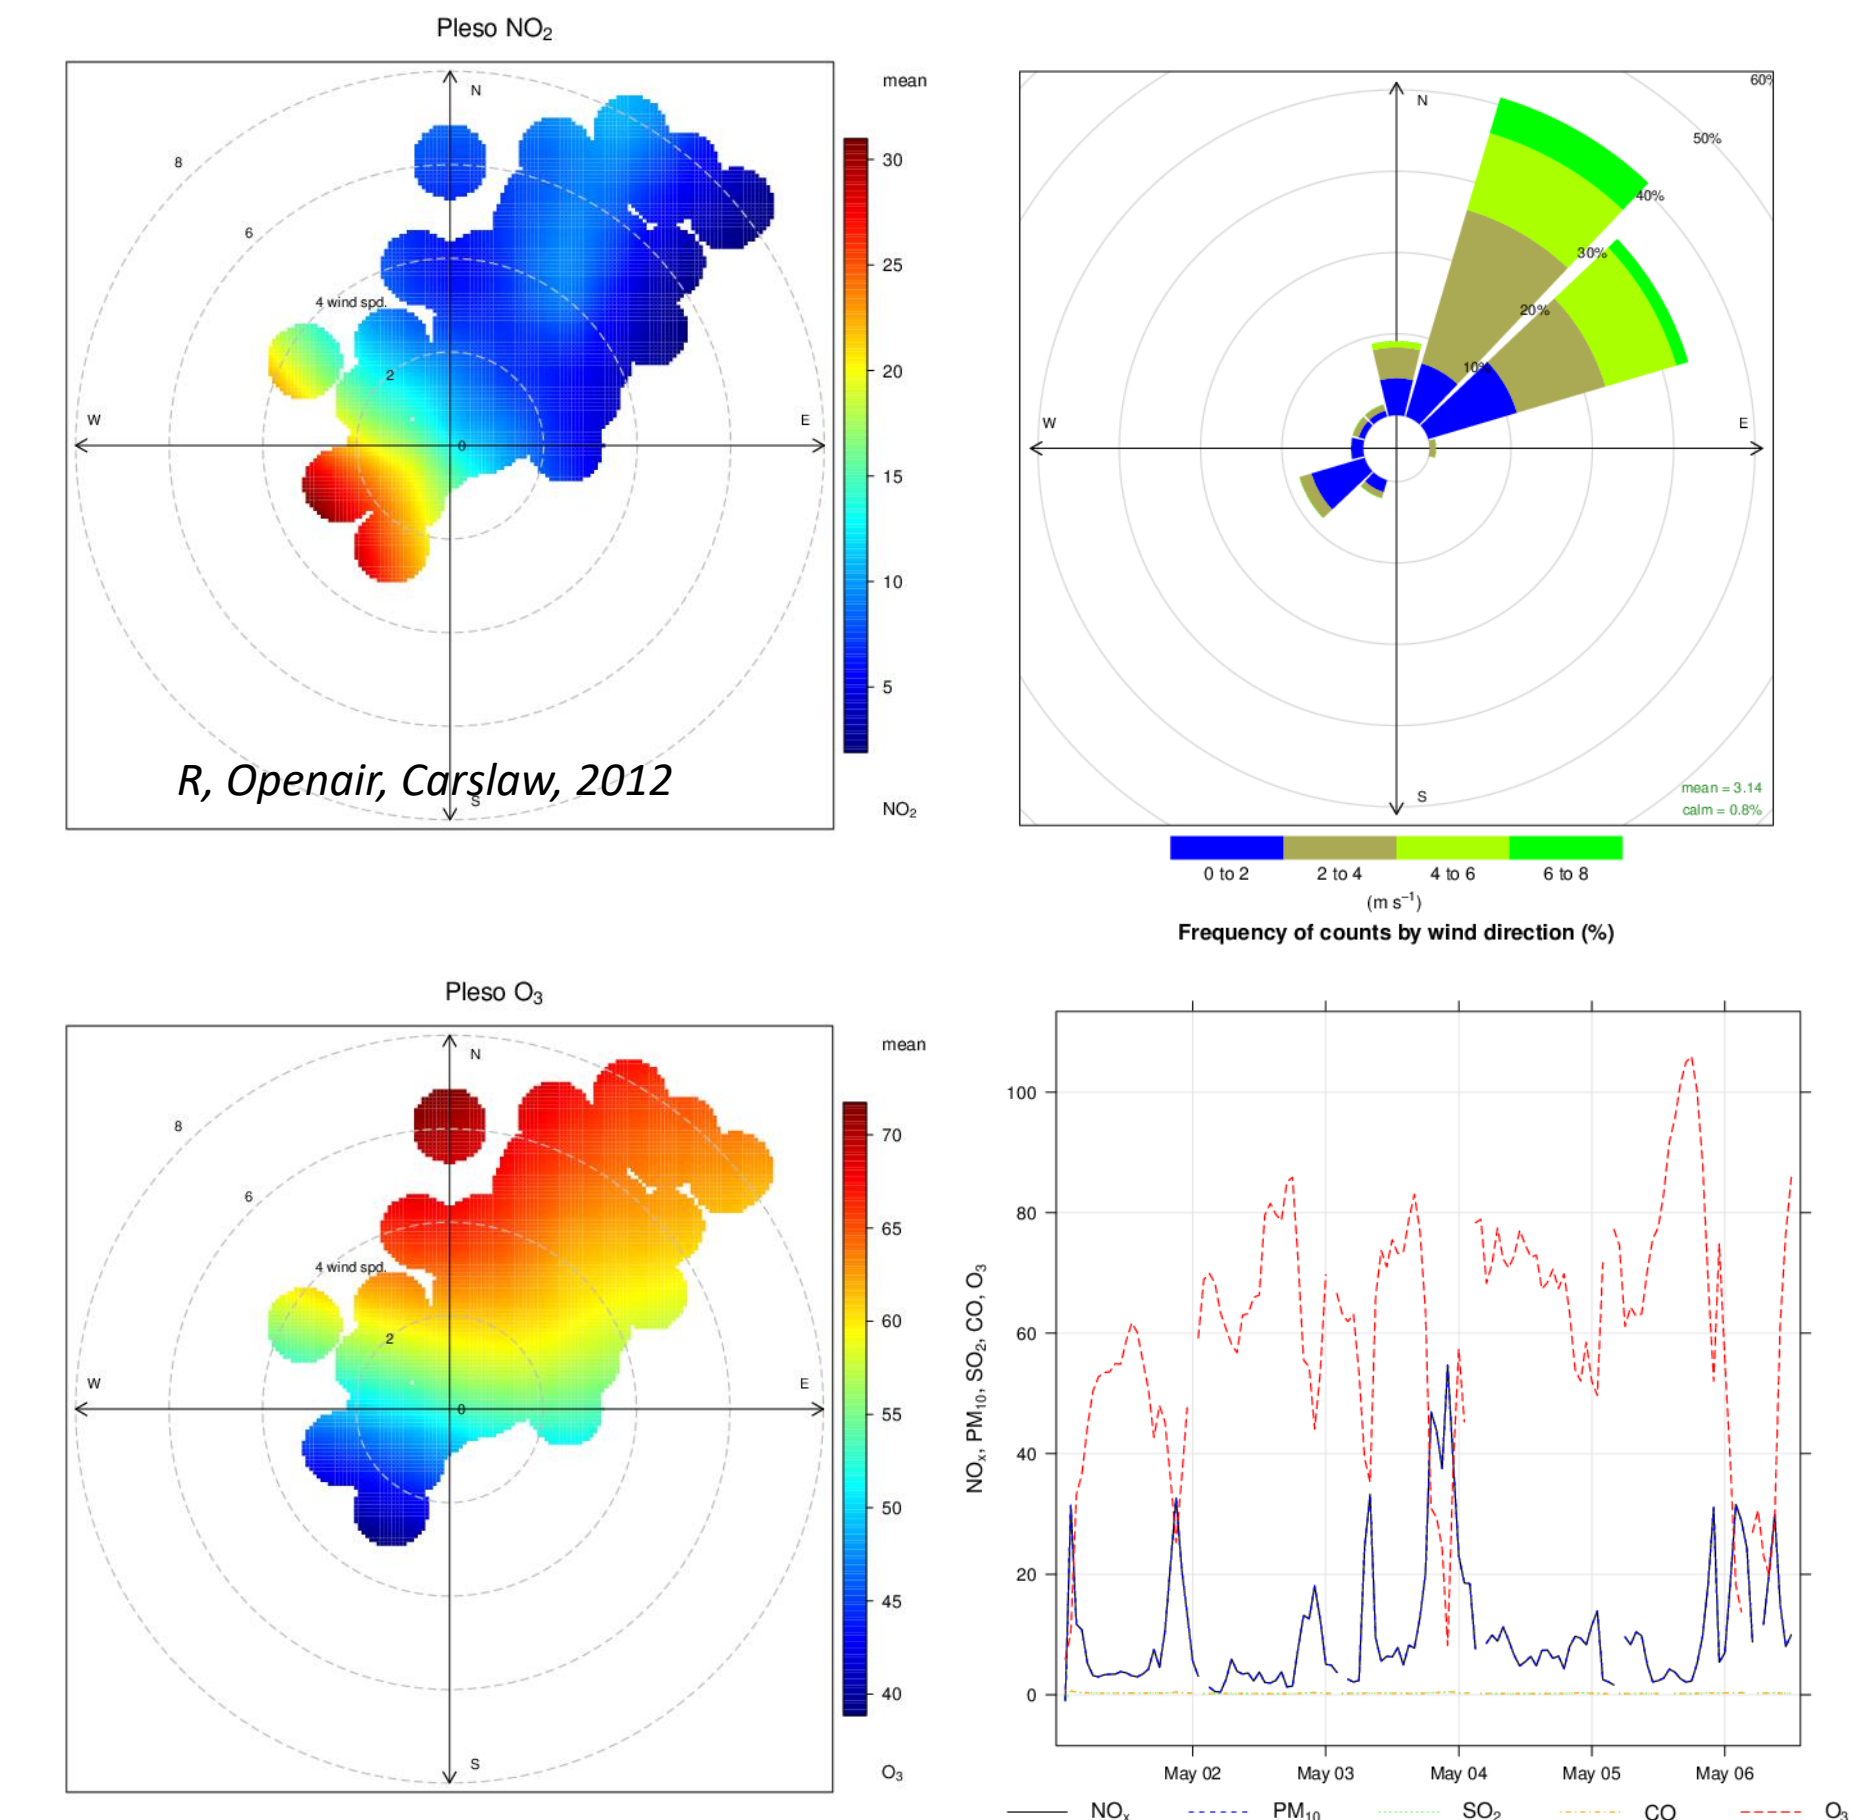 Pleso NO₂
mean
N
8
6
4 wind spd.
2
0
W
E
S
30
25
20
15
10
5
NO₂
R, Openair, Carslaw, 2012
60%
50%
40%
30%
20%
10%
N
W
E
S
mean = 3.14
calm = 0.8%
0 to 2 2 to 4 4 to 6 6 to 8
(m s⁻¹)
Frequency of counts by wind direction (%)
Pleso O₃
mean
N
8
6
4 wind spd.
2
0
W
E
S
70
65
60
55
50
45
40
O₃
NOₓ, PM₁₀, SO₂, CO, O₃
100
80
60
40
20
0
May 02 May 03 May 04 May 05 May 06
NOₓ PM₁₀ SO₂ CO O₃